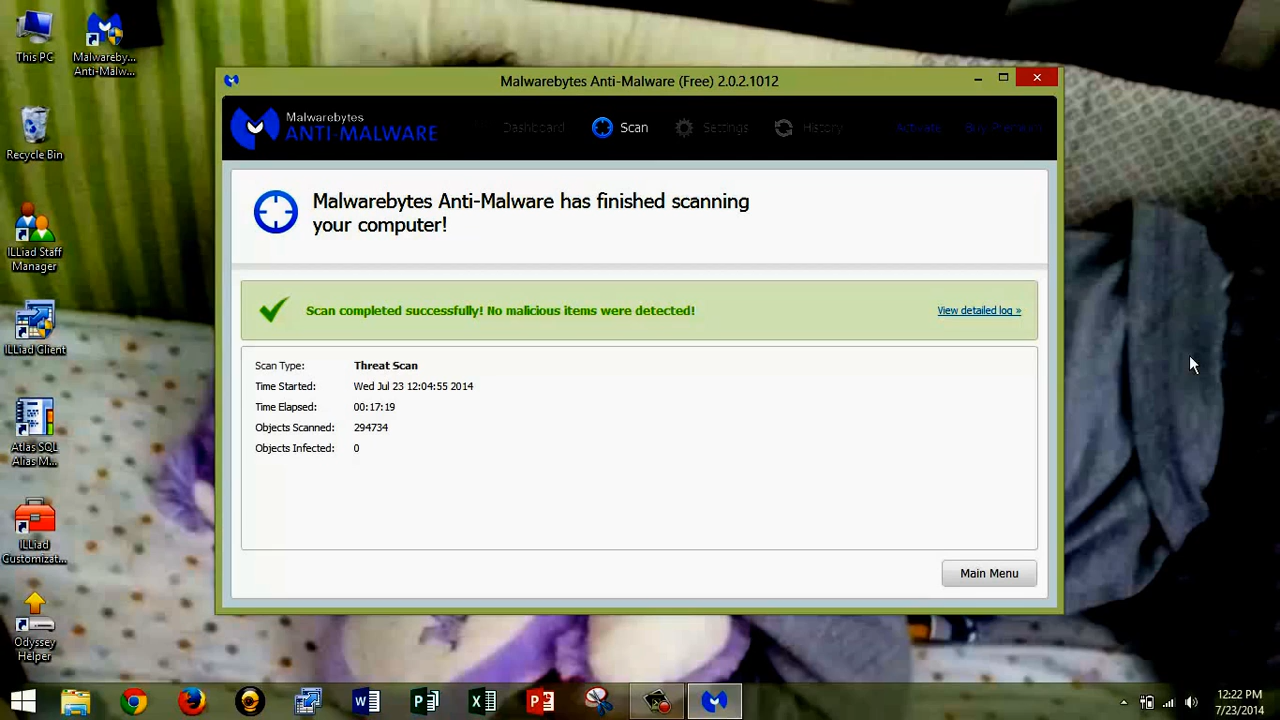 This PC
Malwareby...
Anti-Malw...
Recycle Bin
ILLiad Staff
Manager
ILLiad Client
Atlas SQL
Alias M...
ILLiad
Customizat...
Odyssey
Helper
Malwarebytes Anti-Malware (Free) 2.0.2.1012
Malwarebytes
ANTI-MALWARE
Dashboard
Scan
Settings
History
Activate
Buy Premium
Malwarebytes Anti-Malware has finished scanning
your computer!
Scan completed successfully! No malicious items were detected!
View detailed log »
Scan Type: Threat Scan
Time Started: Wed Jul 23 12:04:55 2014
Time Elapsed: 00:17:19
Objects Scanned: 294734
Objects Infected: 0
Main Menu
12:22 PM
7/23/2014